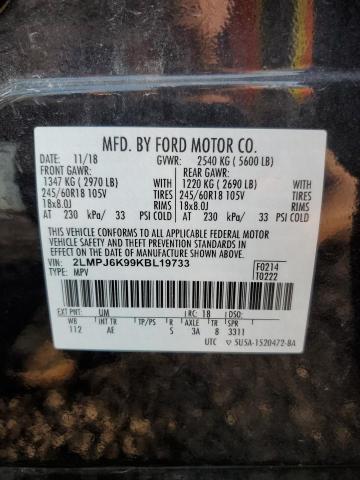 MFD. BY FORD MOTOR CO.
DATE: 11/18 GVWR: 2540 KG ( 5600 LB)
FRONT GAWR: REAR GAWR:
1347 KG ( 2970 LB) WITH 1220 KG ( 2690 LB) WITH
245/60R18 105V TIRES 245/60R18 105V TIRES
18x8.0J RIMS 18x8.0J RIMS
AT 230 kPa/ 33 PSI COLD AT 230 kPa/ 33 PSI COLD
THIS VEHICLE CONFORMS TO ALL APPLICABLE FEDERAL MOTOR
VEHICLE SAFETY AND THEFT PREVENTION STANDARDS IN
EFFECT ON THE DATE OF MANUFACTURE SHOWN ABOVE.
VIN: 2LMPJ6K99KBL19733 F0214
TYPE: MPV T0222
EXT PNT: UM RC: 18 DSO:
WB INT TR TP/PS R AXLE TR SPR
112 AE S 3A 8 3311
UTC 5U5A-1520472-BA